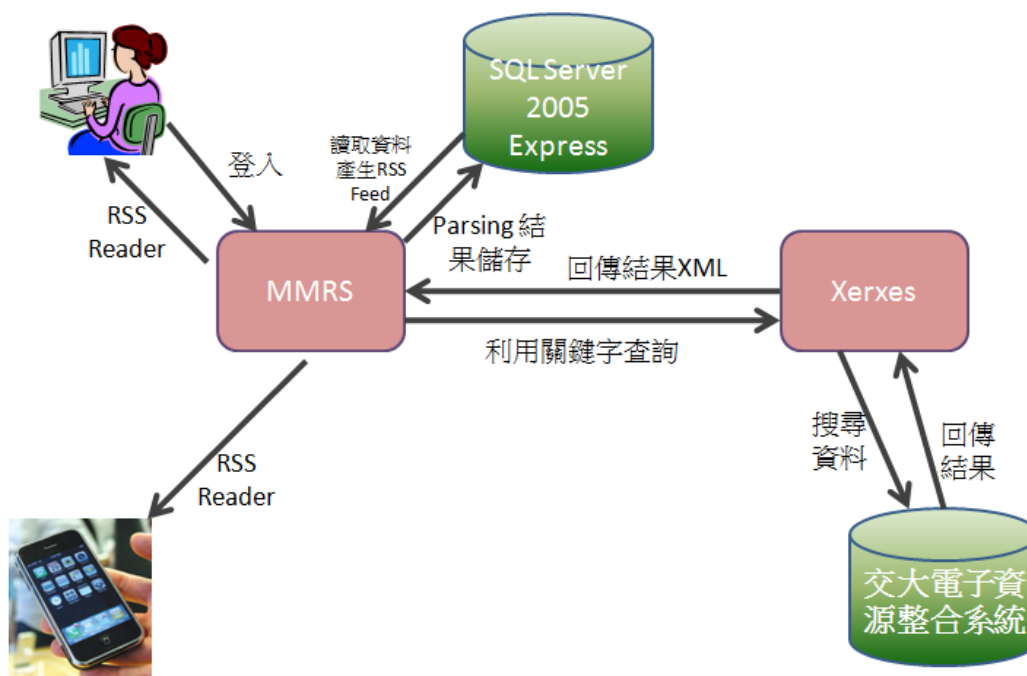 SQL Server
2005
Express
登入
讀取資料
產生RSS
Feed
RSS
Reader
Parsing 結
果儲存
MMRS
回傳結果XML
Xerxes
利用關鍵字查詢
搜尋
資料
回傳
結果
RSS
Reader
交大電子資
源整合系統